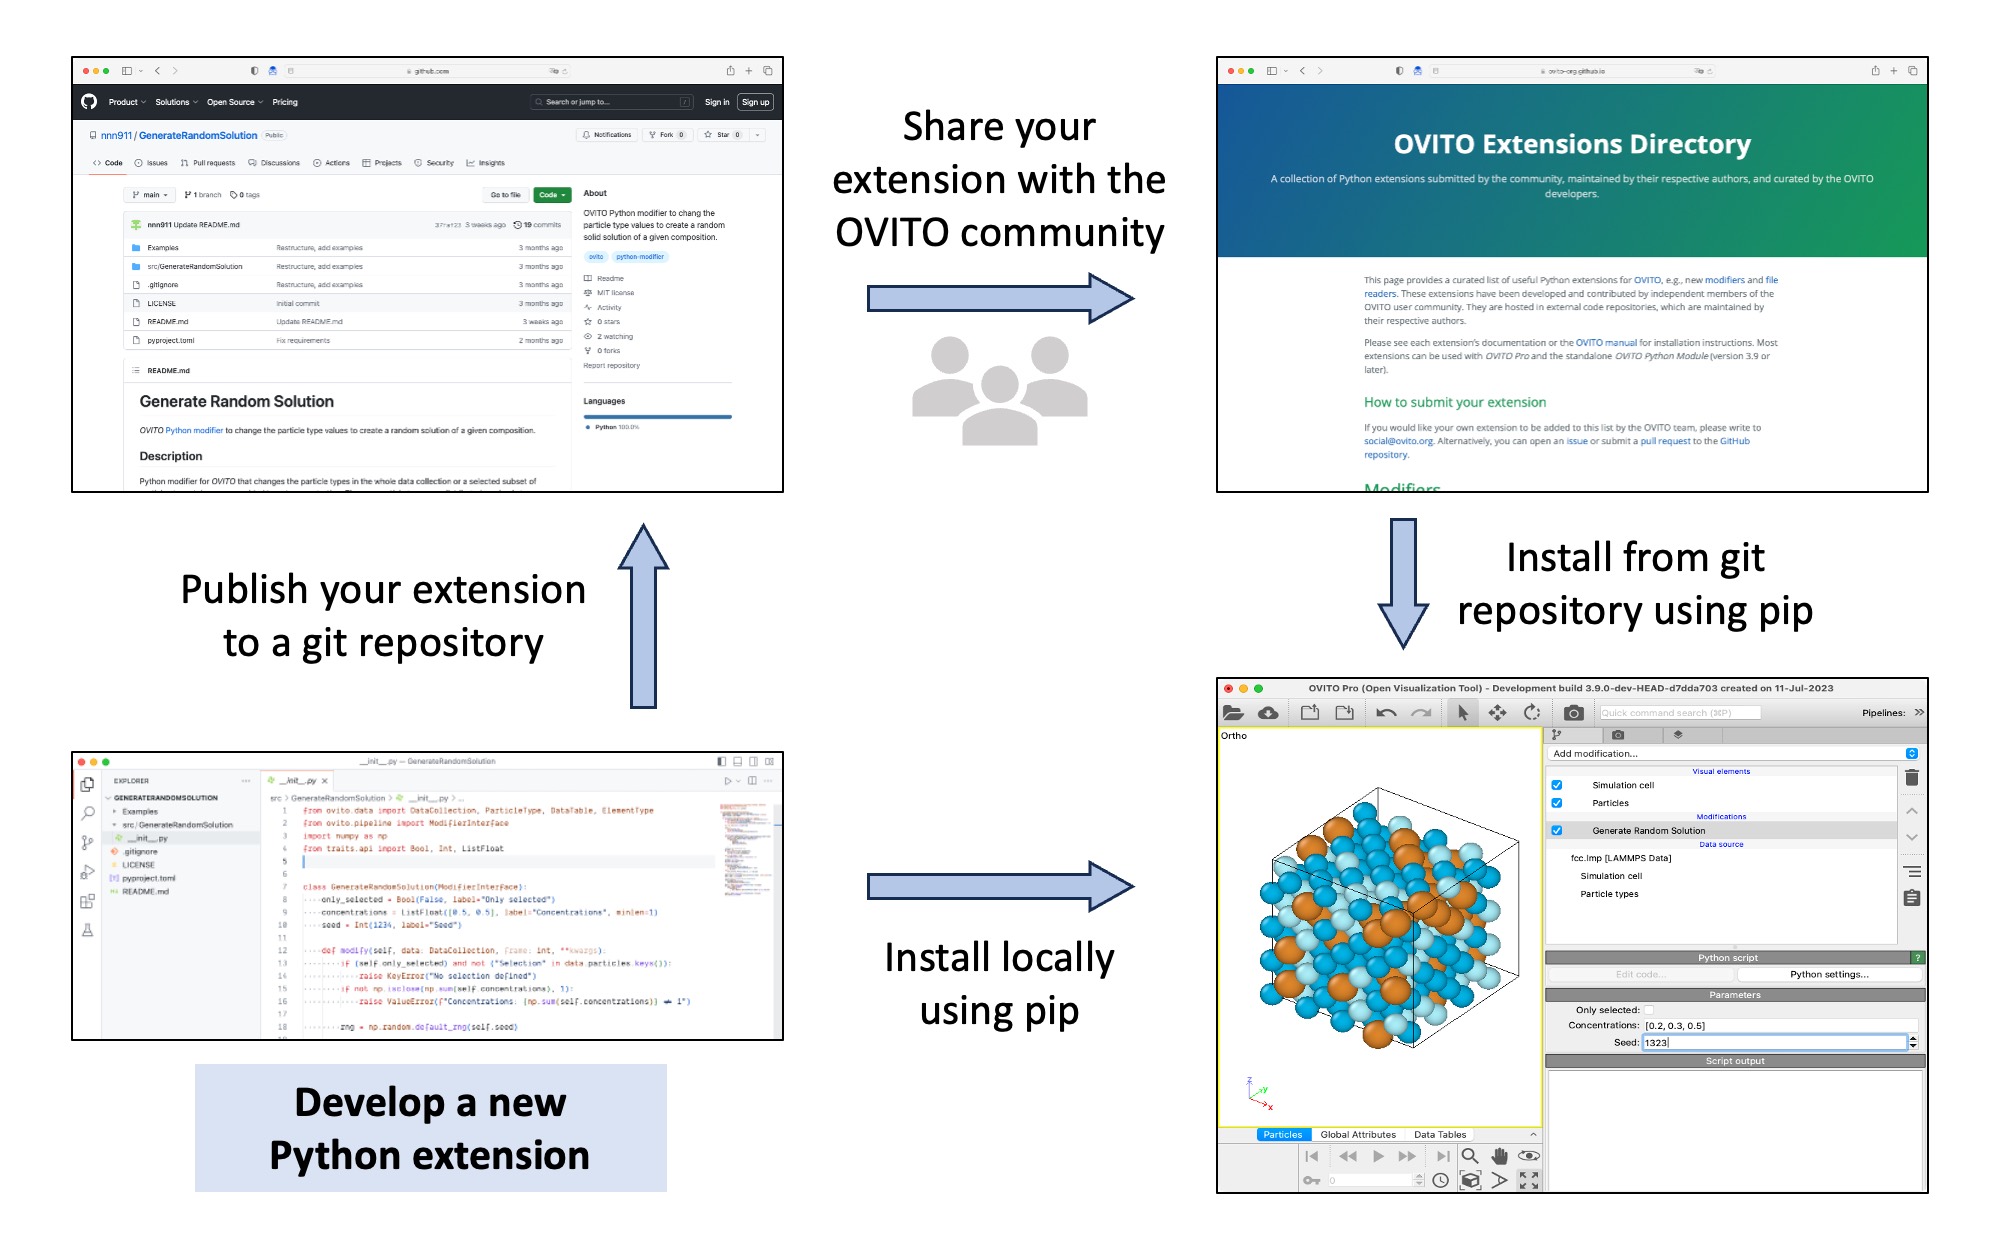 github.com
Product Solutions Open Source Pricing
Search or jump to... /
Sign in Sign up
nnn911 / GenerateRandomSolution Public
Notifications Fork 0 Star 0
<> Code Issues Pull requests Discussions Actions Projects Security Insights
main 1 branch 0 tags
Go to file Code
nnn911 Update README.md 3 weeks ago 19 commits
Examples Restructure, add examples 3 months ago
src/GenerateRandomSolution Restructure, add examples 3 months ago
.gitignore Restructure, add examples 3 months ago
LICENSE Initial commit 3 months ago
README.md Update README.md 3 weeks ago
pyproject.toml Fix requirements 2 months ago
README.md
Generate Random Solution
OVITO Python modifier to change the particle type values to create a random solution of a given composition.
Description
Python modifier for OVITO that changes the particle types in the whole data collection or a selected subset of
About
OVITO Python modifier to chang the
particle type values to create a random
solid solution of a given composition.
ovito python-modifier
Readme
MIT license
Activity
0 stars
2 watching
0 forks
Report repository
Languages
Python 100.0%
Share your
extension with the
OVITO community
ovito-org.github.io
OVITO Extensions Directory
A collection of Python extensions submitted by the community, maintained by their respective authors, and curated by the OVITO
developers.
This page provides a curated list of useful Python extensions for OVITO, e.g., new modifiers and file
readers. These extensions have been developed and contributed by independent members of the
OVITO user community. They are hosted in external code repositories, which are maintained by
their respective authors.
Please see each extension's documentation or the OVITO manual for installation instructions. Most
extensions can be used with OVITO Pro and the standalone OVITO Python Module (version 3.9 or
later).
How to submit your extension
If you would like your own extension to be added to this list by the OVITO team, please write to
social@ovito.org. Alternatively, you can open an issue or submit a pull request to the GitHub
repository.
Modifiers
Publish your extension
to a git repository
Install from git
repository using pip
__init__.py — GenerateRandomSolution
EXPLORER
GENERATERANDOMSOLUTION
Examples
src/GenerateRandomSolution
__init__.py
.gitignore
LICENSE
pyproject.toml
README.md
__init__.py
src > GenerateRandomSolution > __init__.py > ...
1 from ovito.data import DataCollection, ParticleType, DataTable, ElementType
2 from ovito.pipeline import ModifierInterface
3 import numpy as np
4 from traits.api import Bool, Int, ListFloat
5
6
7 class GenerateRandomSolution(ModifierInterface):
8 only_selected = Bool(False, label="Only selected")
9 concentrations = ListFloat([0.5, 0.5], label="Concentrations", minlen=1)
10 seed = Int(1234, label="Seed")
11
12 def modify(self, data: DataCollection, frame: int, **kwargs):
13 if (self.only_selected) and not ("Selection" in data.particles.keys()):
14 raise KeyError("No selection defined")
15 if not np.isclose(np.sum(self.concentrations), 1):
16 raise ValueError(f"Concentrations: {np.sum(self.concentrations)} != 1")
17
18 rng = np.random.default_rng(self.seed)
Develop a new
Python extension
Install locally
using pip
OVITO Pro (Open Visualization Tool) - Development build 3.9.0-dev-HEAD-d7dda703 created on 11-Jul-2023
Quick command search (⌘P)
Pipelines: »
Ortho
z
y
x
Add modification...
Visual elements
Simulation cell
Particles
Modifications
Generate Random Solution
Data source
fcc.lmp [LAMMPS Data]
Simulation cell
Particle types
Python script ?
Edit code... Python settings...
Parameters
Only selected:
Concentrations: [0.2, 0.3, 0.5]
Seed: 1323
Script output
Particles Global Attributes Data Tables
0